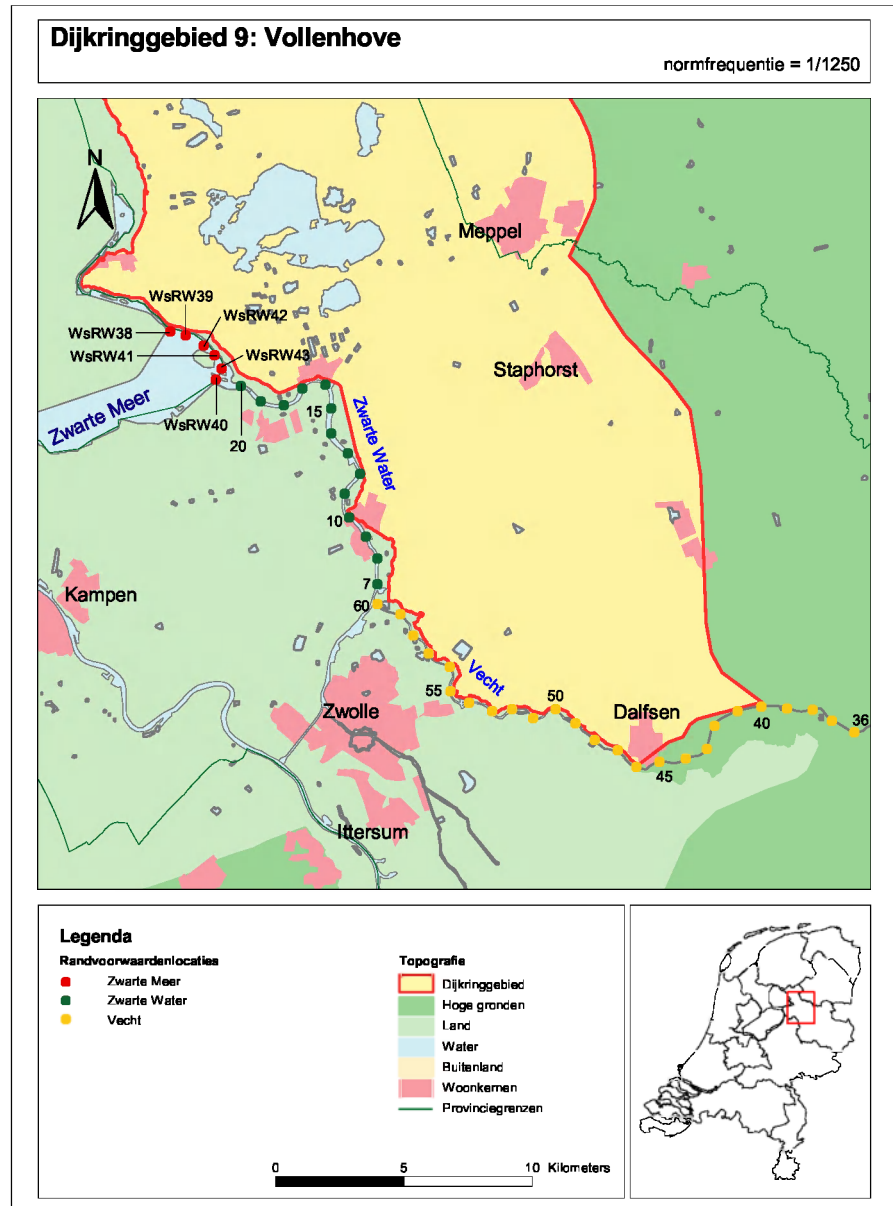 Dijkringgebied 9: Vollenhove
normfrequentie = 1/1250
N
Meppel
WsRW39
WsRW42
WsRW38
WsRW41
WsRW43
Staphorst
Zwarte Meer
WsRW40
20
15
Zwarte Water
10
7
60
Kampen
Vecht
55
50
Zwolle
Dalfsen
40
36
45
Ittersum
Legenda
Randvoorwaardenlocaties
Zwarte Meer
Zwarte Water
Vecht
Topografie
Dijkringgebied
Hoge gronden
Land
Water
Buitenland
Woonkernen
Provinciegrenzen
0 5 10 Kilometers